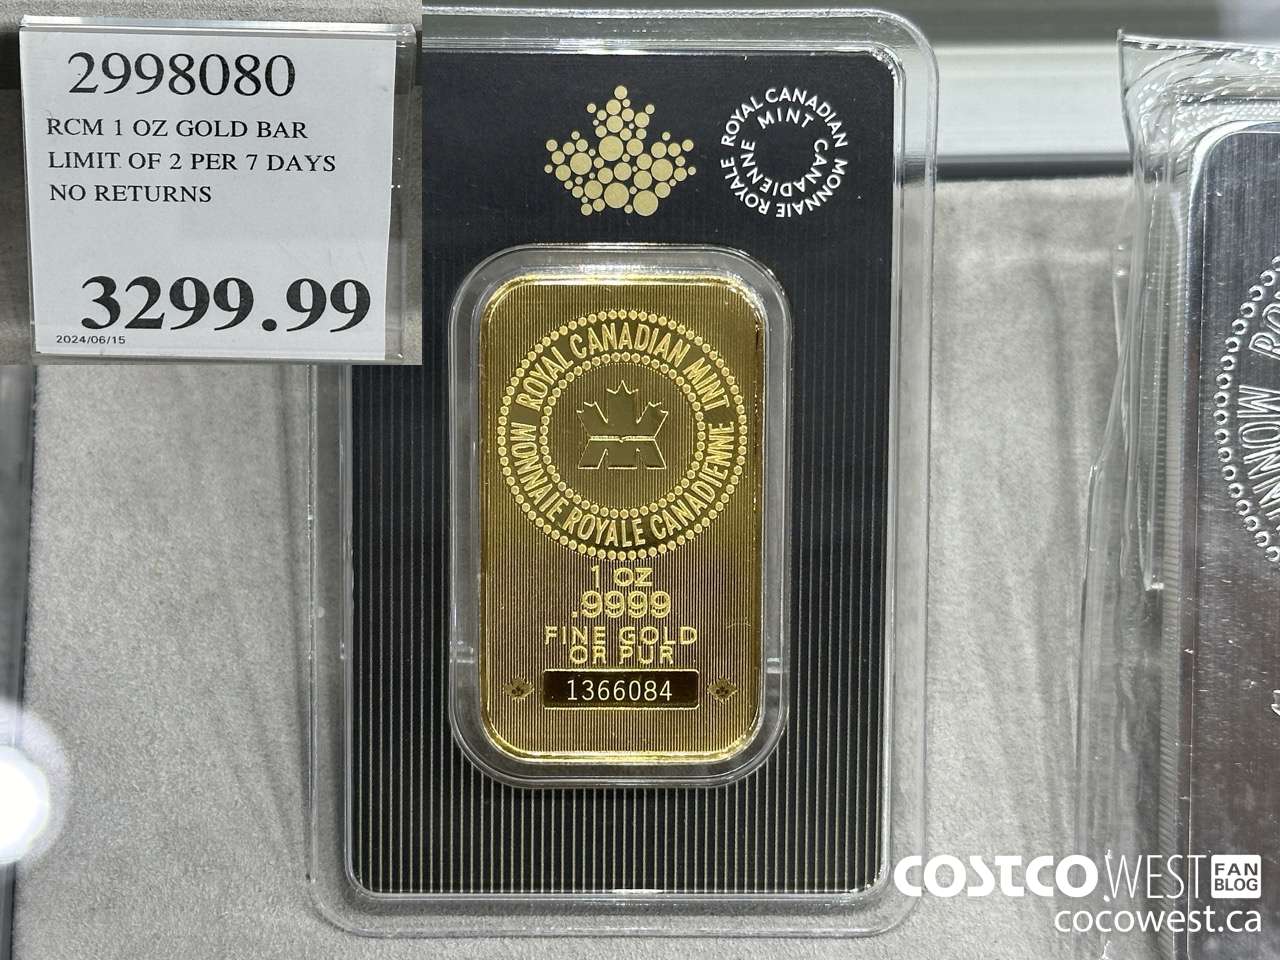 2998080
RCM 1 OZ GOLD BAR
LIMIT OF 2 PER 7 DAYS
NO RETURNS
3299.99
2024/06/15
ROYAL CANADIAN MINT
MONNAIE ROYALE CANADIENNE
ROYAL CANADIAN MINT
MONNAIE ROYALE CANADIENNE
1 OZ
.9999
FINE GOLD
OR PUR
1366084
COSTCO WEST FAN
BLOG
cocowest.ca